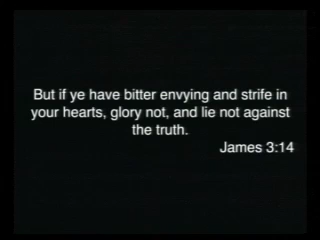 But if ye have bitter envying and strife in
your hearts, glory not, and lie not against
the truth.
James 3:14